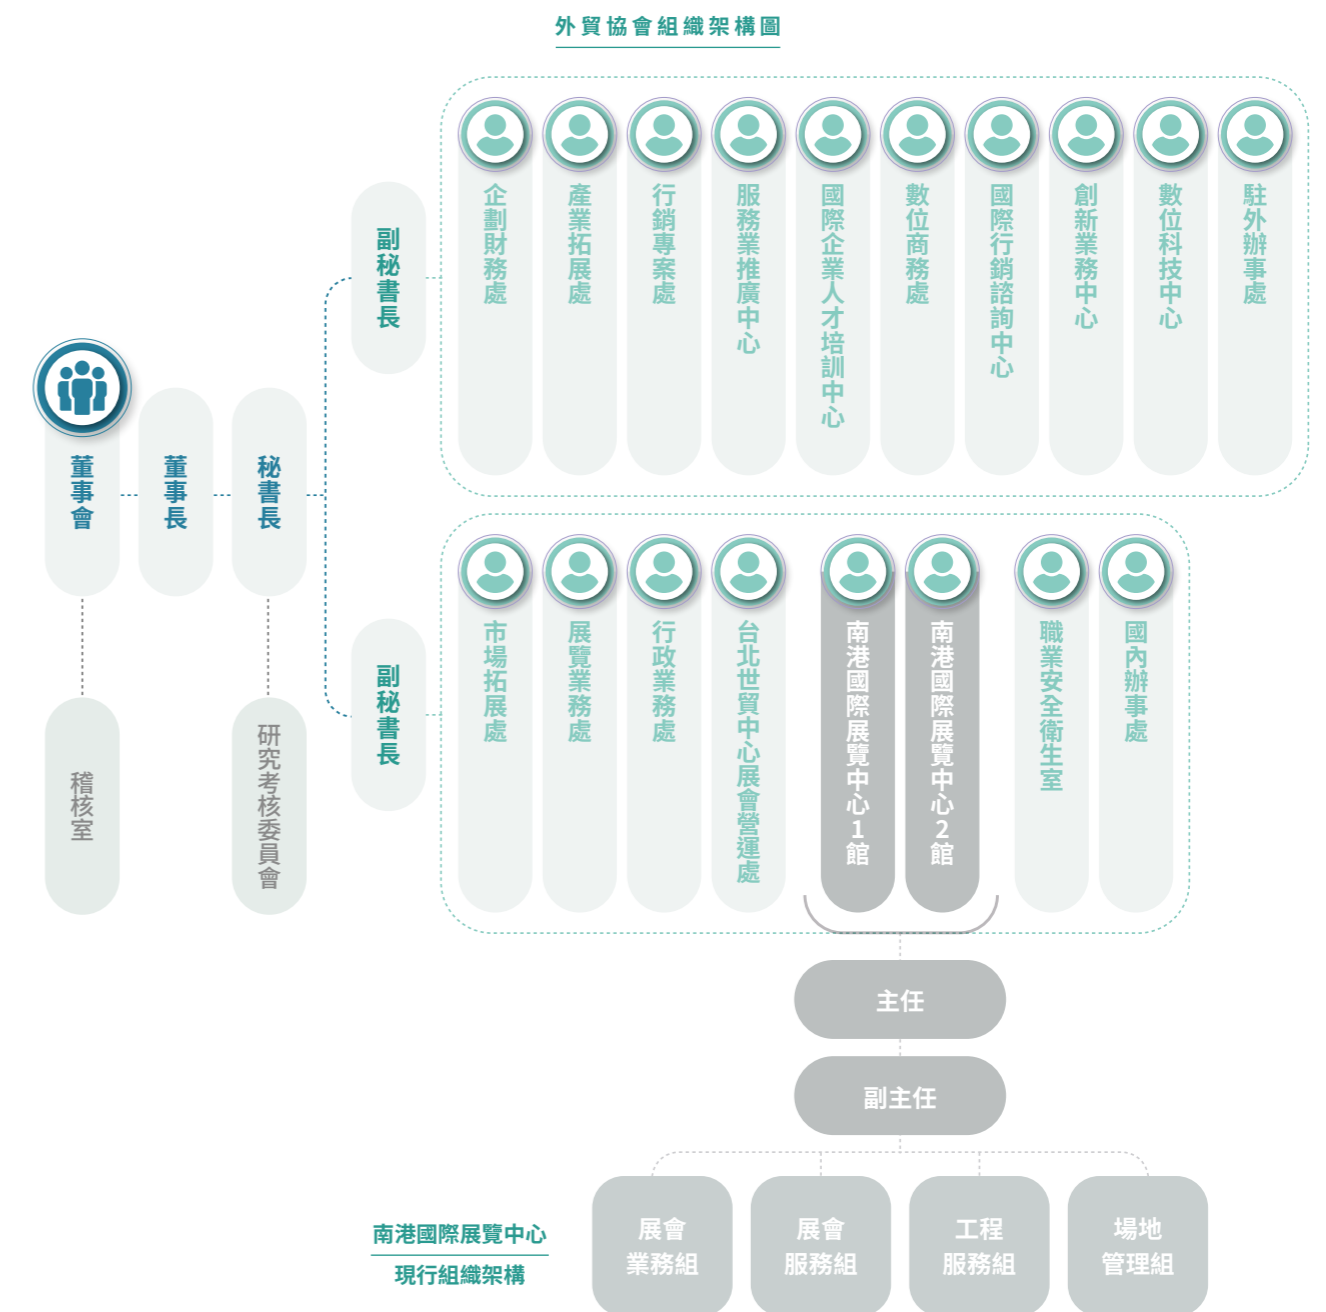 外貿協會組織架構圖
董事會
董事長
秘書長
稽核室
研究考核委員會
副秘書長
企劃財務處
產業拓展處
行銷專案處
服務業推廣中心
國際企業人才培訓中心
數位商務處
國際行銷諮詢中心
創新業務中心
數位科技中心
駐外辦事處
副秘書長
市場拓展處
展覽業務處
行政業務處
台北世貿中心展會營運處
南港國際展覽中心1館
南港國際展覽中心2館
職業安全衛生室
國內辦事處
主任
副主任
南港國際展覽中心
現行組織架構
展會
業務組
展會
服務組
工程
服務組
場地
管理組